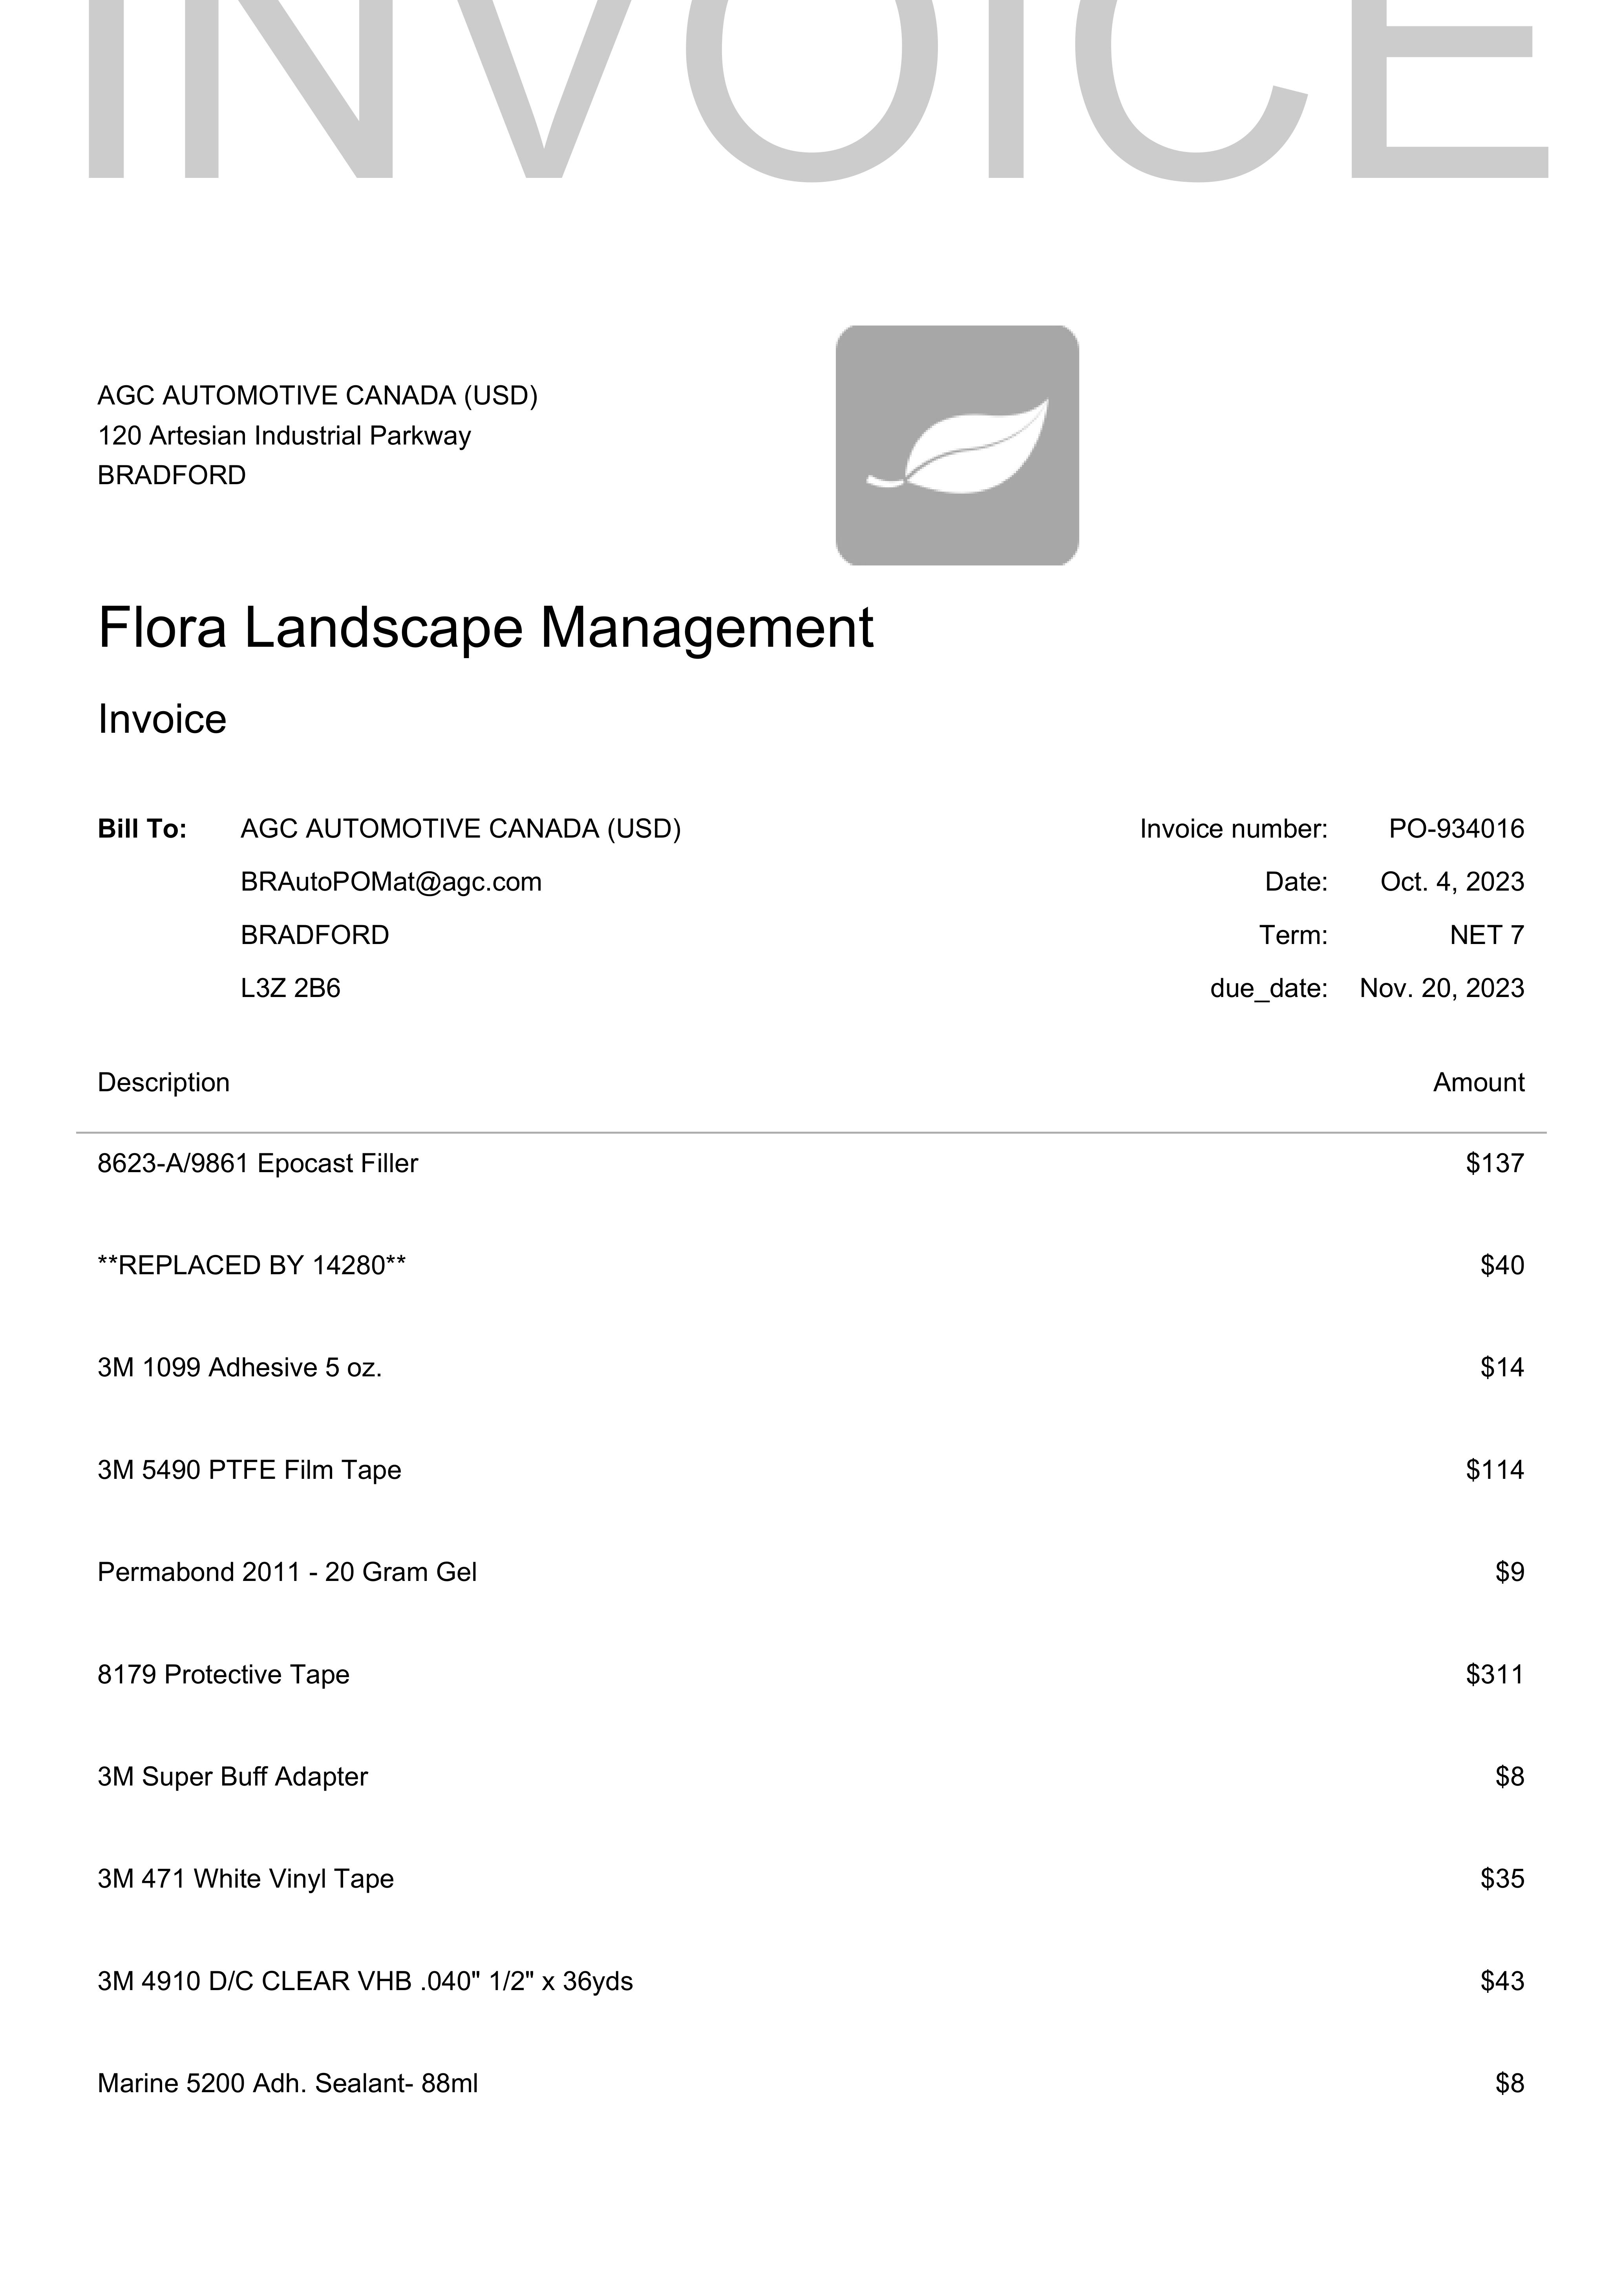 INVOICE
AGC AUTOMOTIVE CANADA (USD)
120 Artesian Industrial Parkway
BRADFORD
Flora Landscape Management
Invoice
Bill To: AGC AUTOMOTIVE CANADA (USD) Invoice number: PO-934016
BRAutoPOMat@agc.com Date: Oct. 4, 2023
BRADFORD Term: NET 7
L3Z 2B6 due_date: Nov. 20, 2023
Description Amount
8623-A/9861 Epocast Filler $137
**REPLACED BY 14280** $40
3M 1099 Adhesive 5 oz. $14
3M 5490 PTFE Film Tape $114
Permabond 2011 - 20 Gram Gel $9
8179 Protective Tape $311
3M Super Buff Adapter $8
3M 471 White Vinyl Tape $35
3M 4910 D/C CLEAR VHB .040" 1/2" x 36yds $43
Marine 5200 Adh. Sealant- 88ml $8